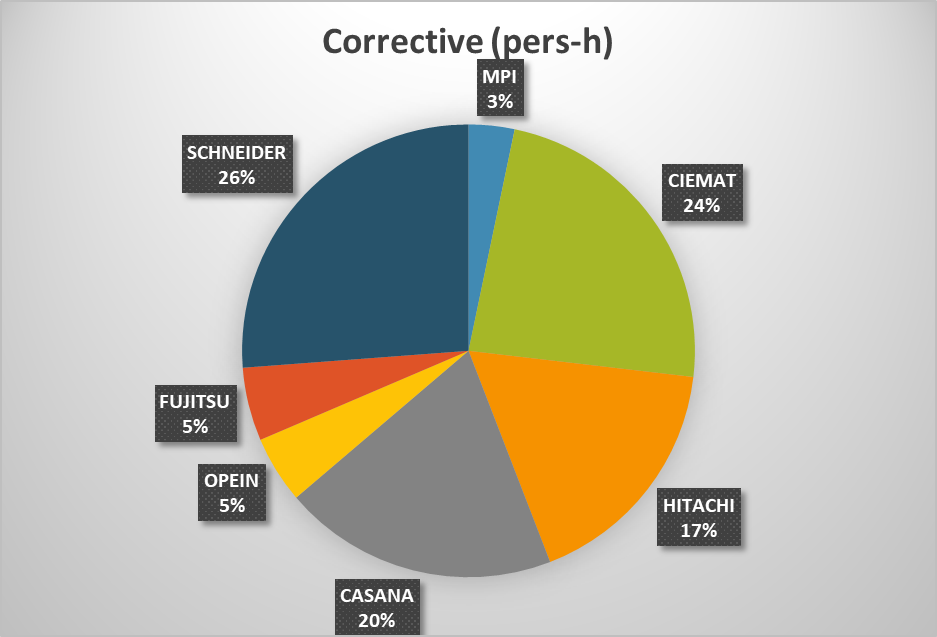 Corrective (pers-h)
MPI
3%
CIEMAT
24%
HITACHI
17%
CASANA
20%
OPEIN
5%
FUJITSU
5%
SCHNEIDER
26%